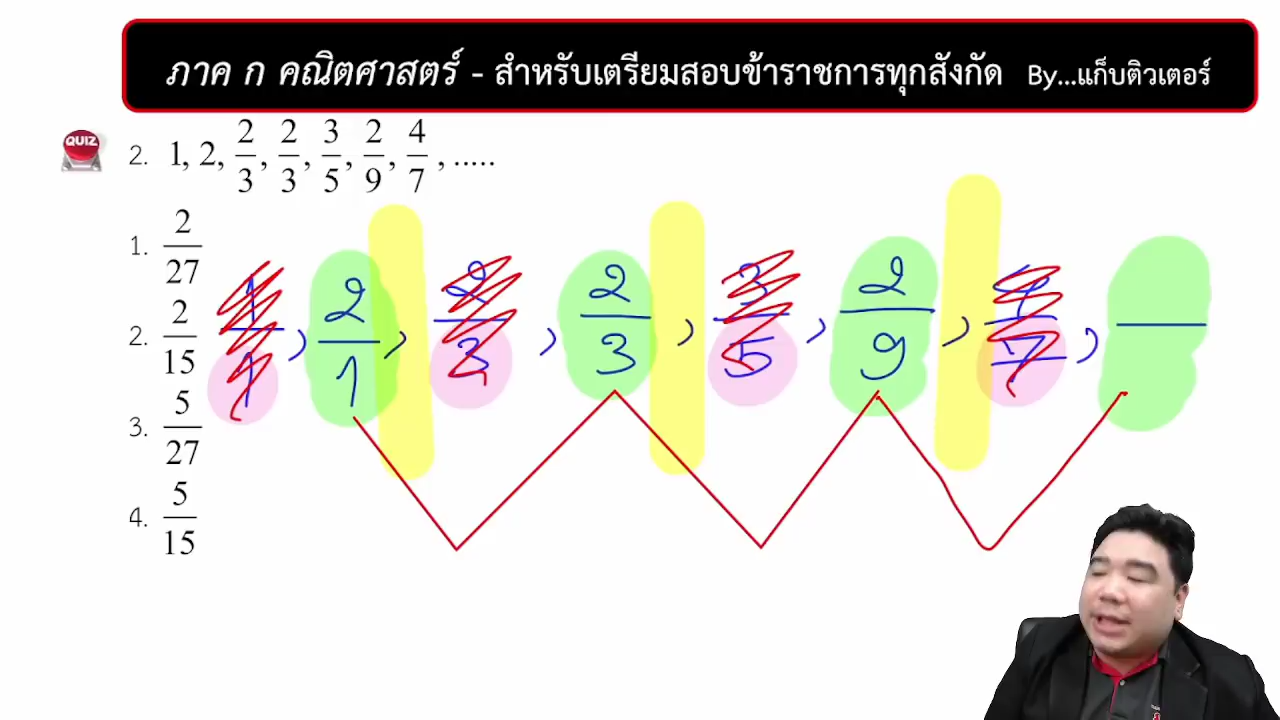 ภาค ก คณิตศาสตร์ - สำหรับเตรียมสอบข้าราชการทุกสังกัด By...แก็บติวเตอร์
QUIZ
2. 1, 2, 2/3, 2/3, 3/5, 2/9, 4/7, .....
1. 2/27
2. 2/15
3. 5/27
4. 5/15
1/1, 2/1, 2/3, 2/3, 3/5, 2/9, 4/7,